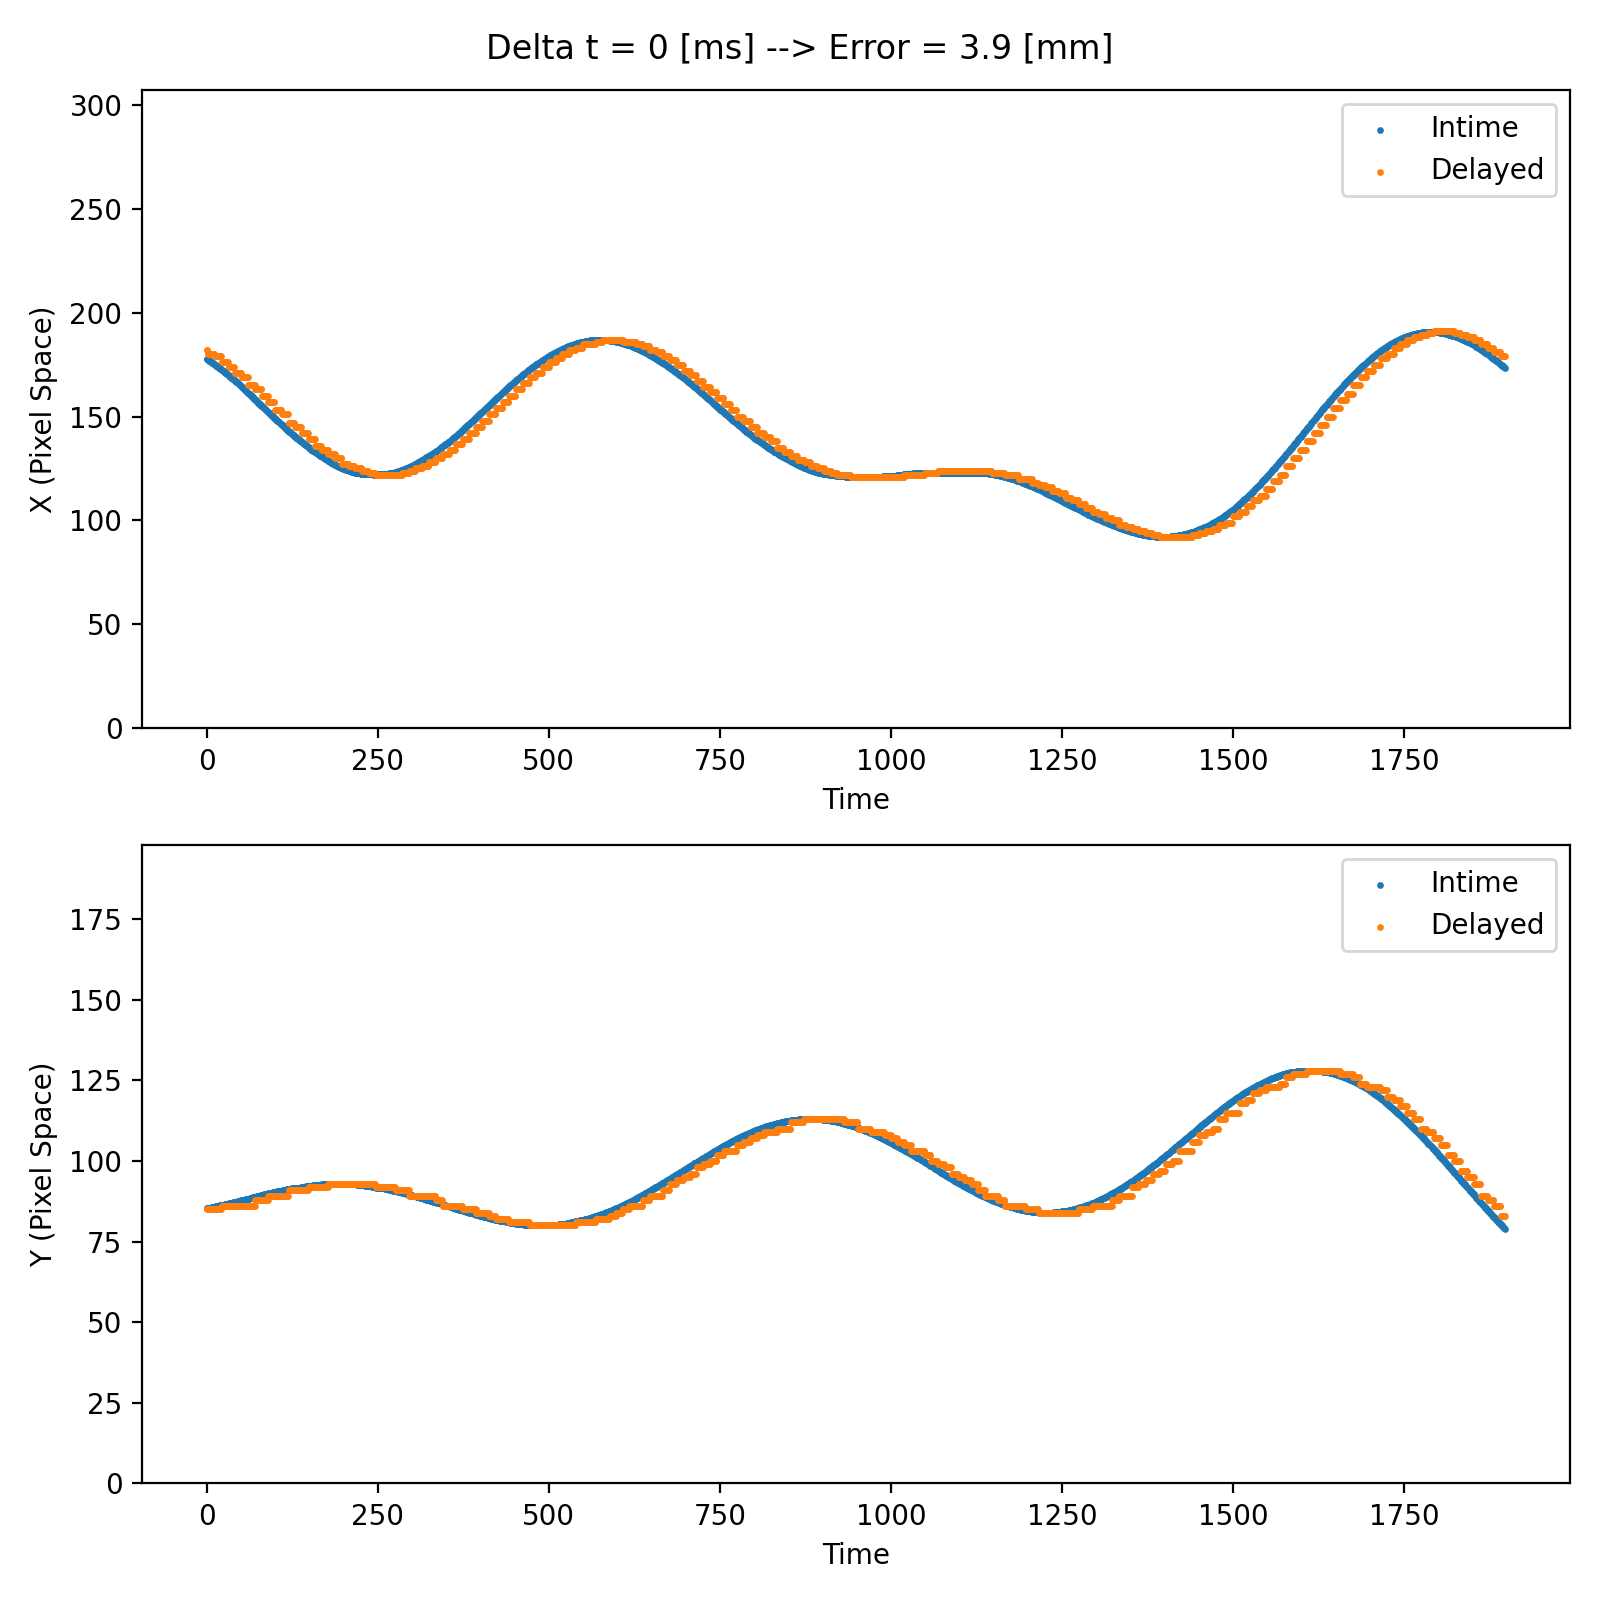 Delta t = 0 [ms] --> Error = 3.9 [mm]
300
250
200
150
100
50
0
X (Pixel Space)
Intime
Delayed
0 250 500 750 1000 1250 1500 1750
Time
175
150
125
100
75
50
25
0
Y (Pixel Space)
Intime
Delayed
0 250 500 750 1000 1250 1500 1750
Time